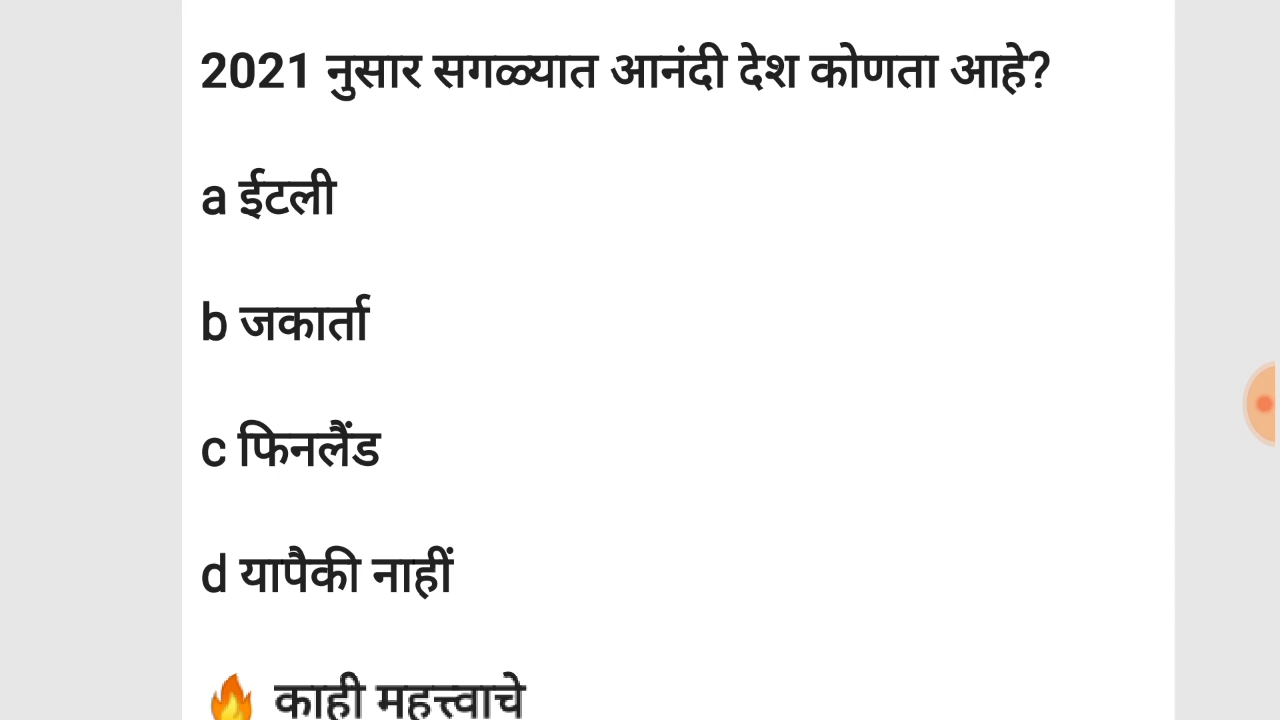 2021 नुसार सगळ्यात आनंदी देश कोणता आहे?
a ईटली
b जकार्ता
c फिनलैंड
d यापैकी नाहीं
🔥 काही महत्त्वाचे